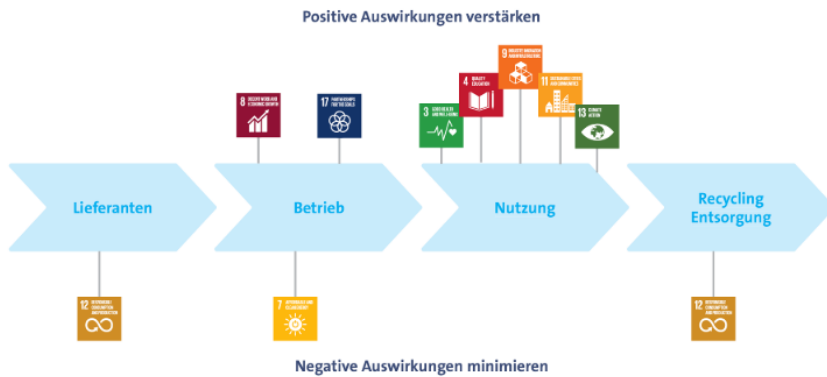 Positive Auswirkungen verstärken
9 INDUSTRY, INNOVATION
AND INFRASTRUCTURE
4 QUALITY
EDUCATION
11 SUSTAINABLE CITIES
AND COMMUNITIES
8 DECENT WORK AND
ECONOMIC GROWTH
17 PARTNERSHIPS
FOR THE GOALS
3 GOOD HEALTH
AND WELL-BEING
13 CLIMATE
ACTION
Lieferanten
Betrieb
Nutzung
Recycling
Entsorgung
12 RESPONSIBLE
CONSUMPTION
AND PRODUCTION
7 AFFORDABLE AND
CLEAN ENERGY
12 RESPONSIBLE
CONSUMPTION
AND PRODUCTION
Negative Auswirkungen minimieren